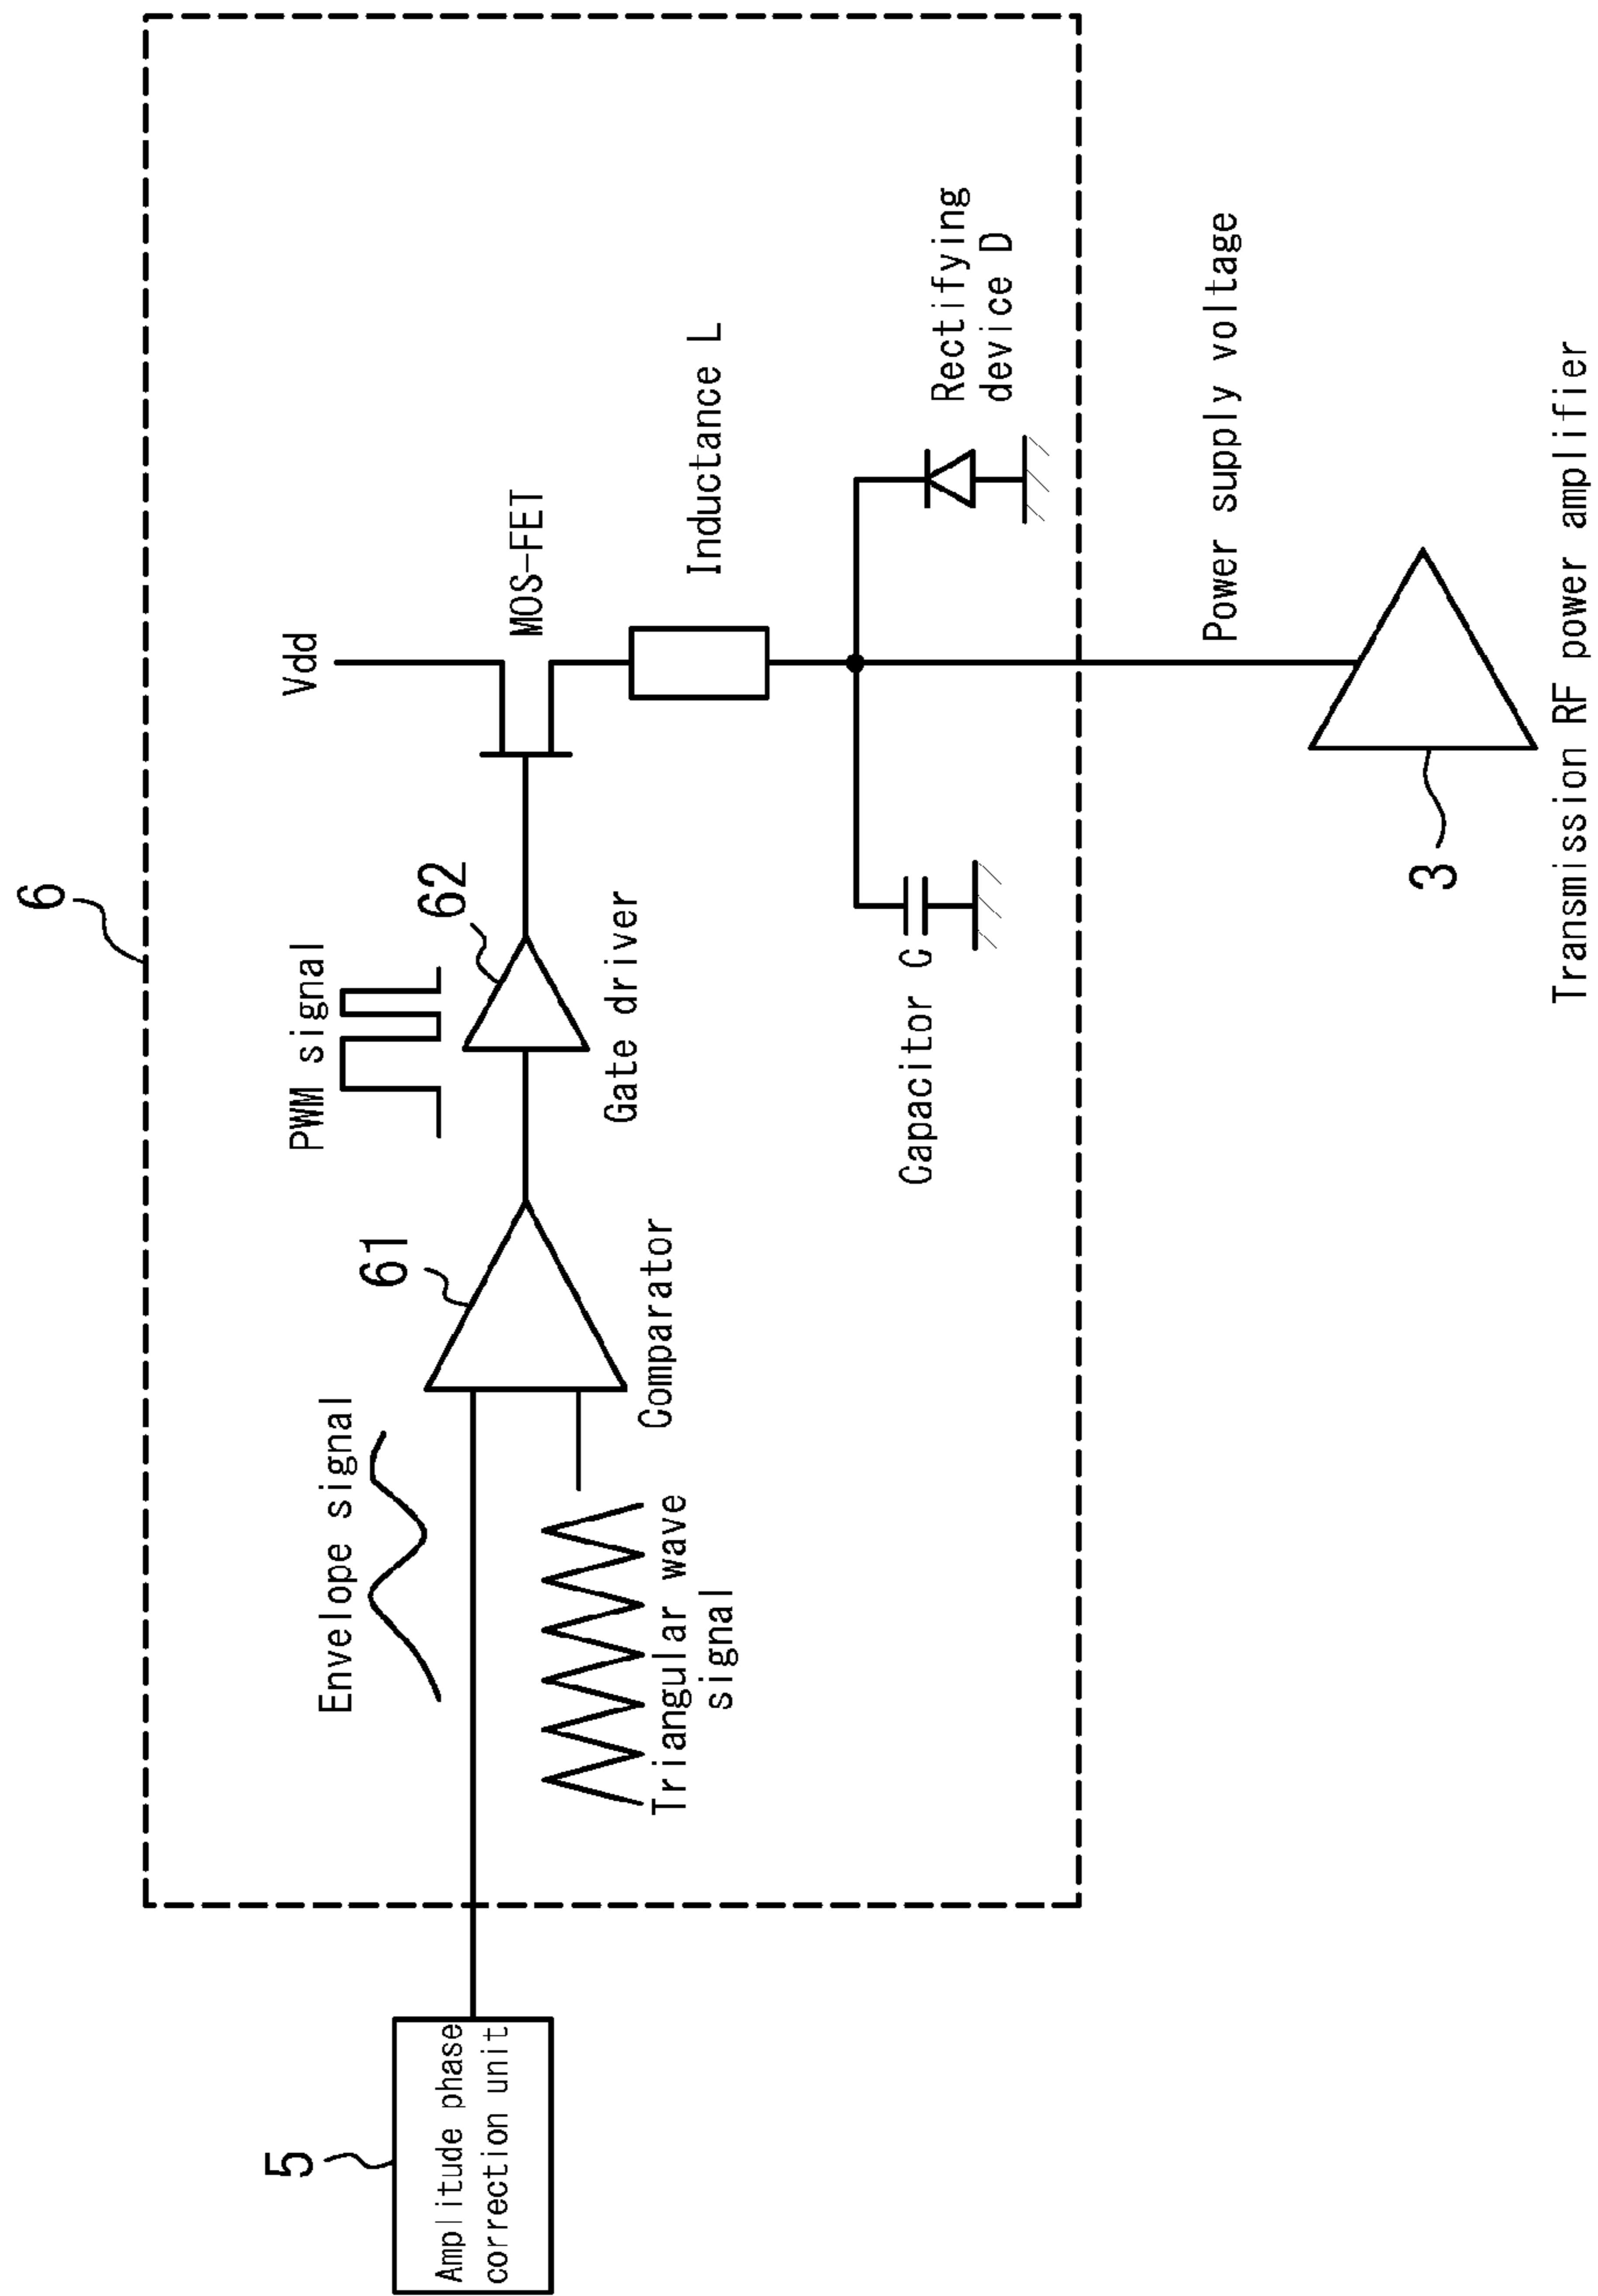 6
5
Amplitude phase
correction unit
Envelope signal
Triangular wave
signal
61
Comparator
PWM signal
62
Gate driver
Vdd
MOS-FET
Inductance L
Capacitor C
Rectifying
device D
Power supply voltage
3
Transmission RF power amplifier